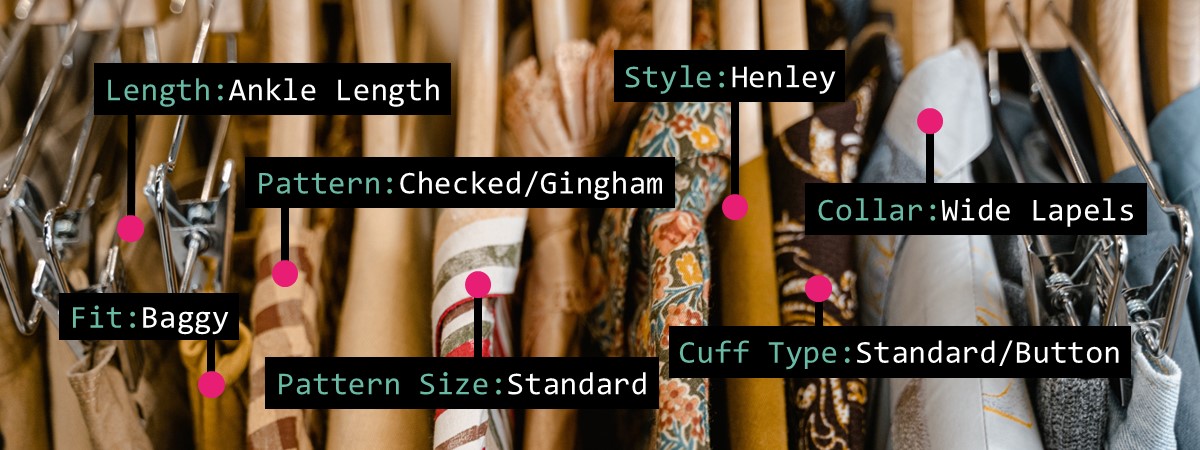 Length:Ankle Length
Style:Henley
Pattern:Checked/Gingham
Collar:Wide Lapels
Fit:Baggy
Cuff Type:Standard/Button
Pattern Size:Standard